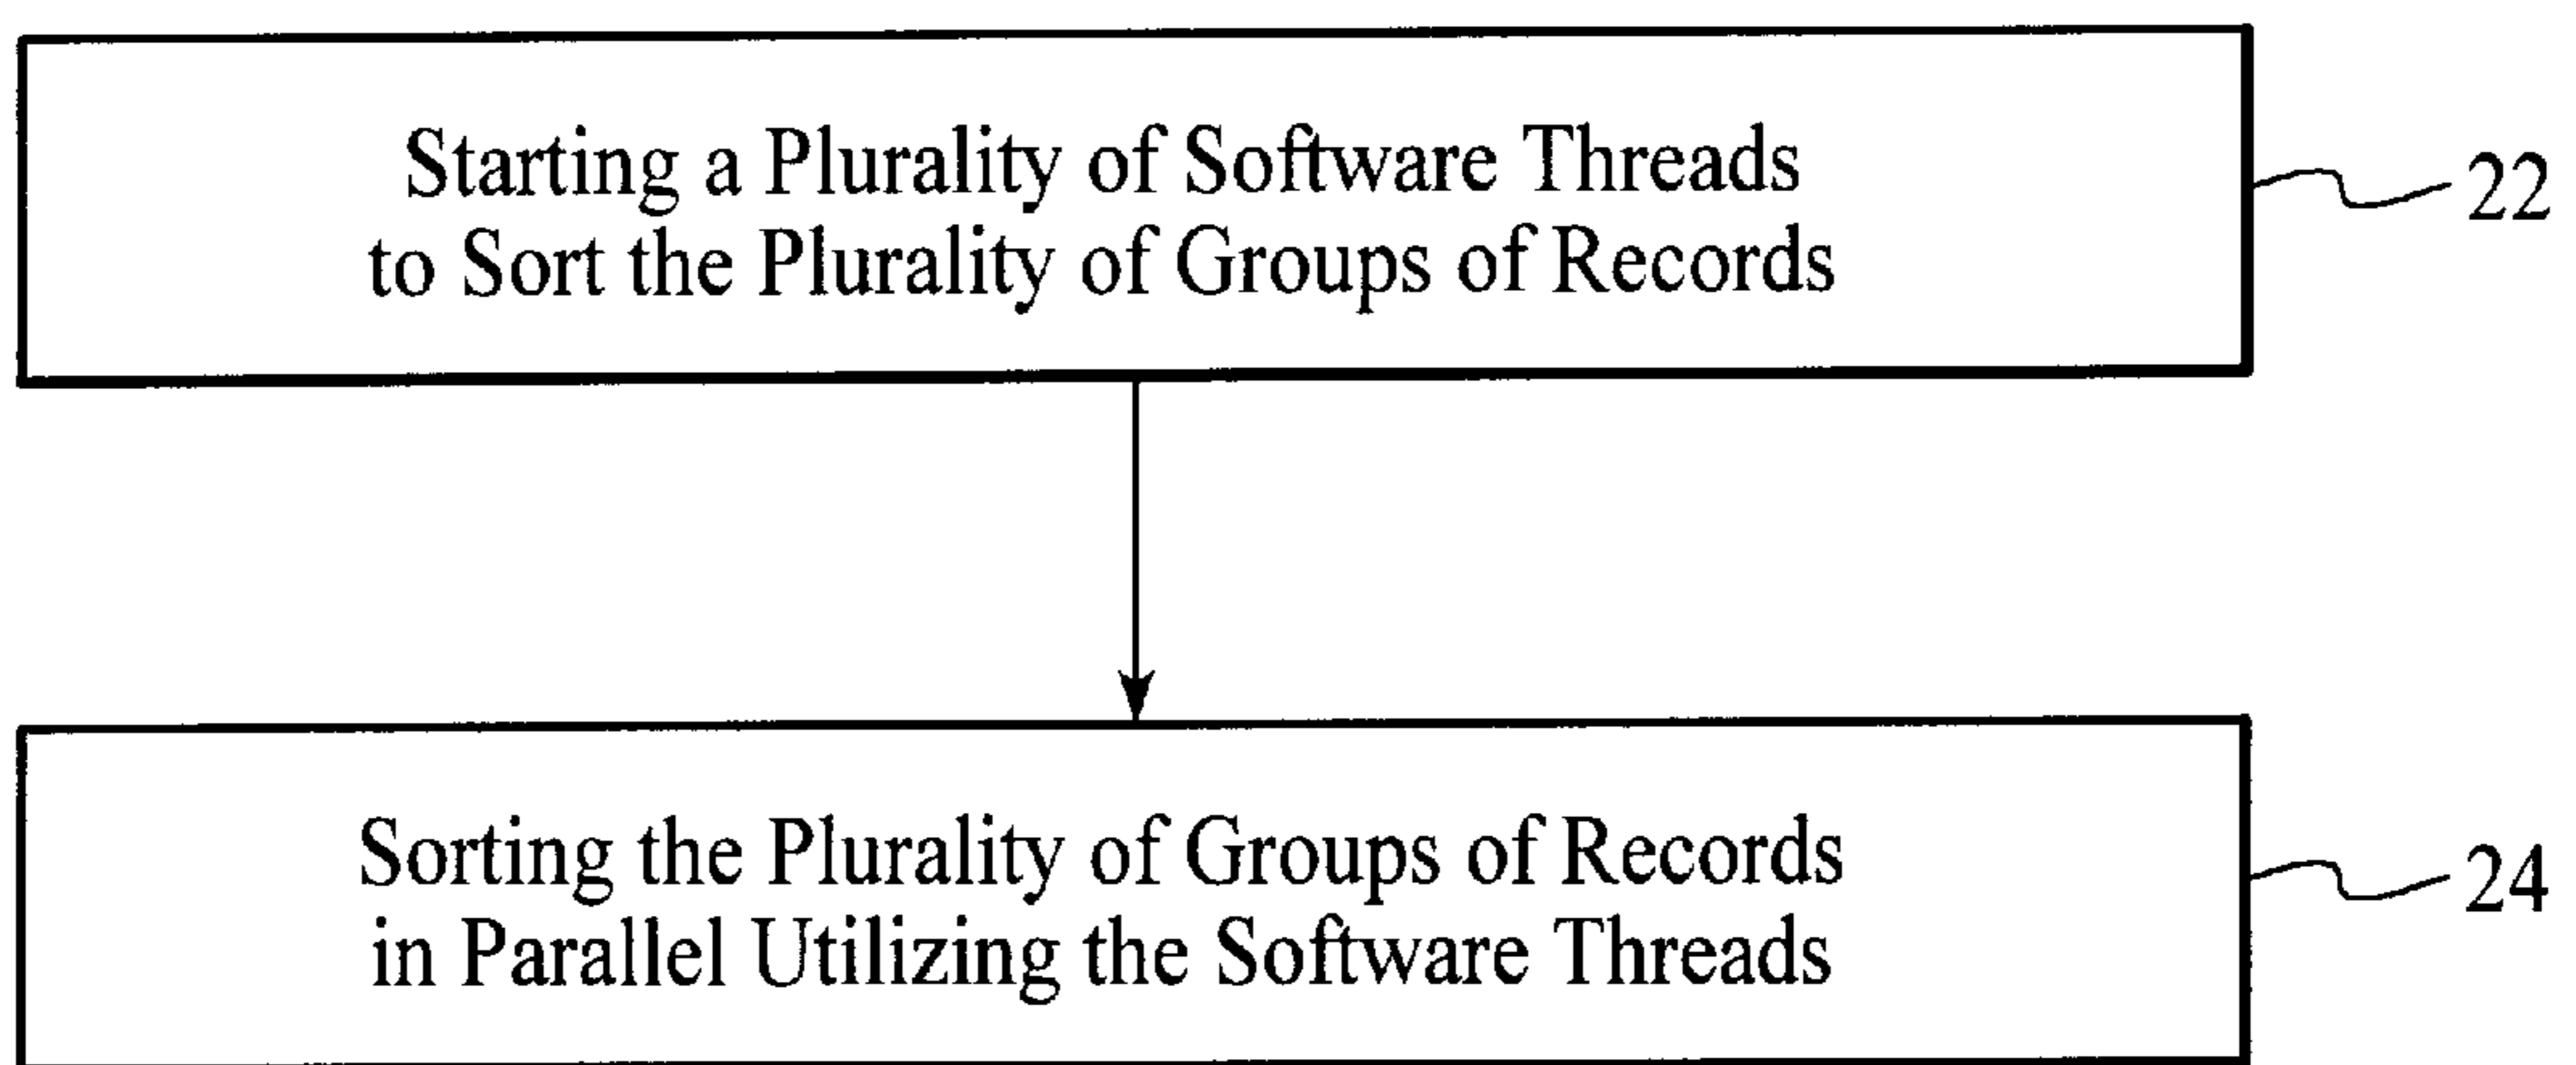 Starting a Plurality of Software Threads
to Sort the Plurality of Groups of Records
22
Sorting the Plurality of Groups of Records
in Parallel Utilizing the Software Threads
24